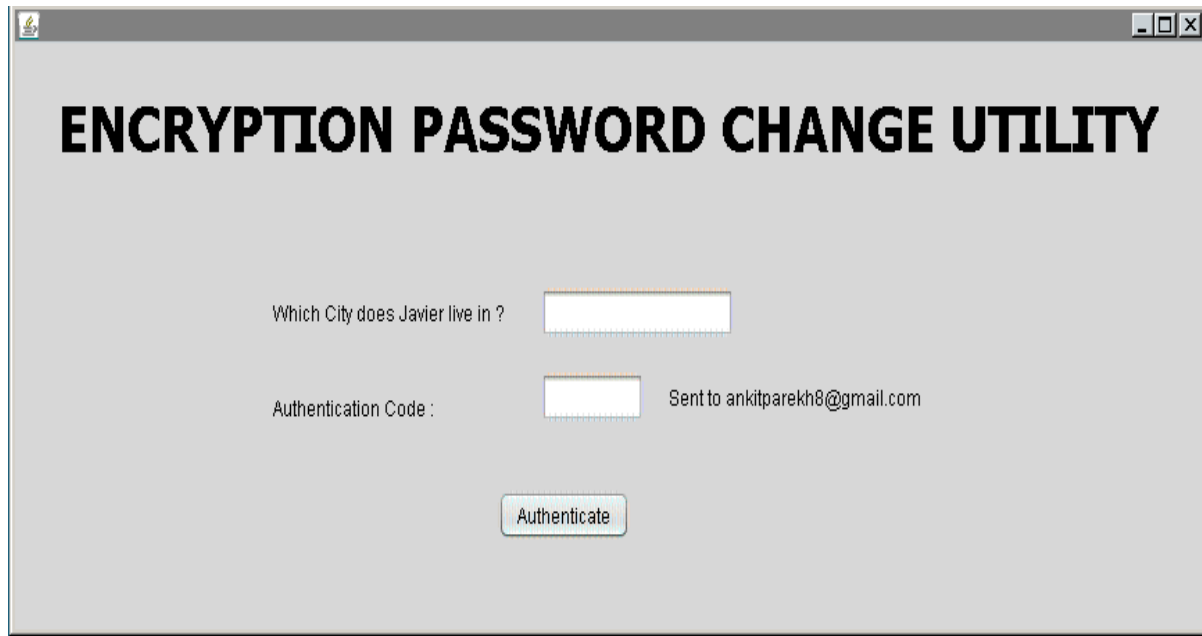 ENCRYPTION PASSWORD CHANGE UTILITY
Which City does Javier live in ?
Authentication Code :
Sent to ankitparekh8@gmail.com
Authenticate